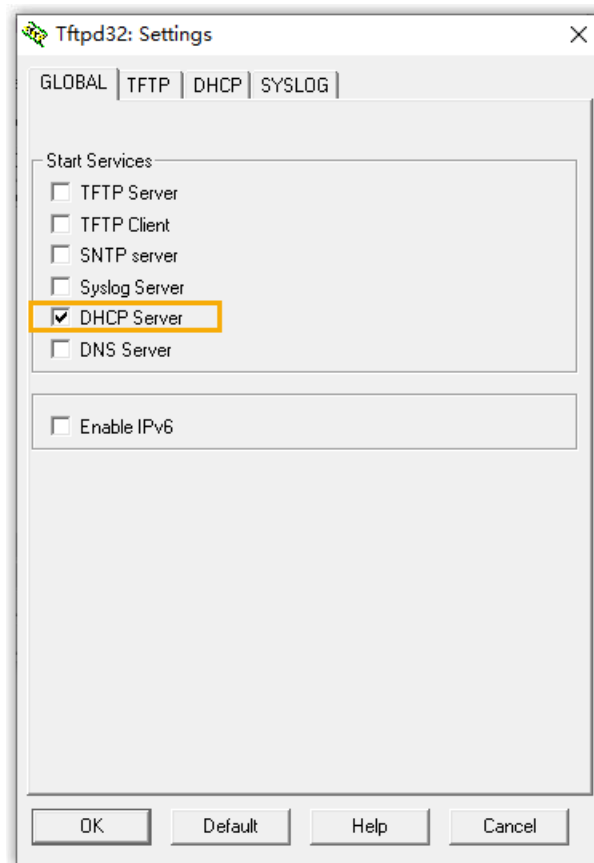 Tftpd32: Settings
GLOBAL TFTP DHCP SYSLOG
Start Services
TFTP Server
TFTP Client
SNTP server
Syslog Server
DHCP Server
DNS Server
Enable IPv6
OK Default Help Cancel